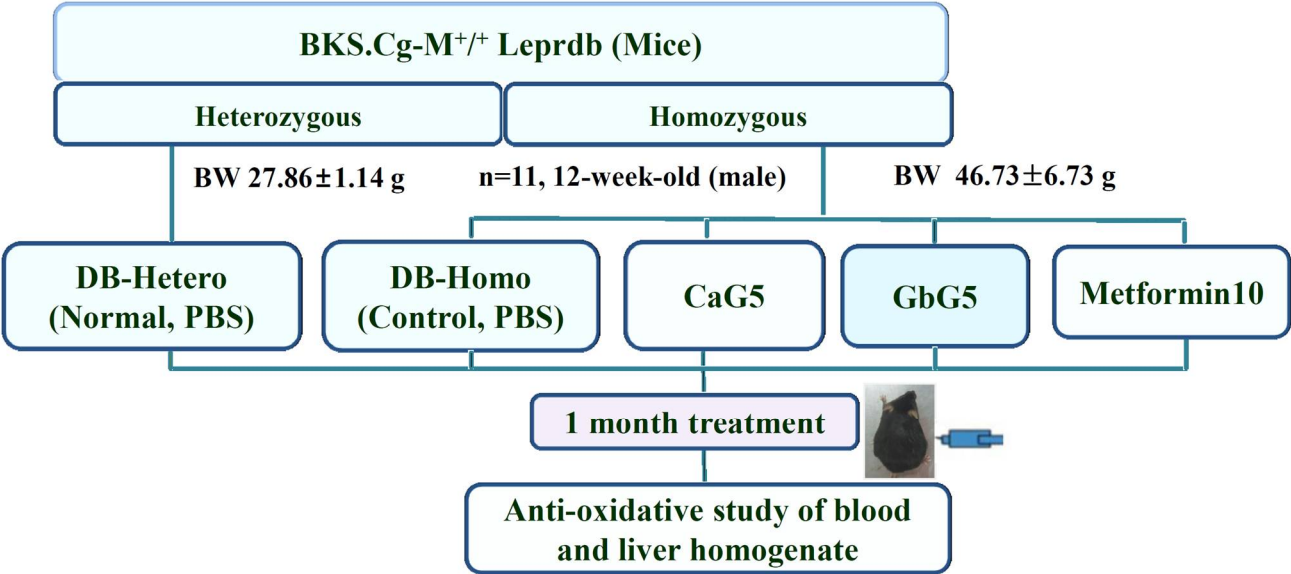 BKS.Cg-M+/+ Leprdb (Mice)
Heterozygous
Homozygous
BW 27.86±1.14 g
n=11, 12-week-old (male)
BW 46.73±6.73 g
DB-Hetero
(Normal, PBS)
DB-Homo
(Control, PBS)
CaG5
GbG5
Metformin10
1 month treatment
Anti-oxidative study of blood
and liver homogenate